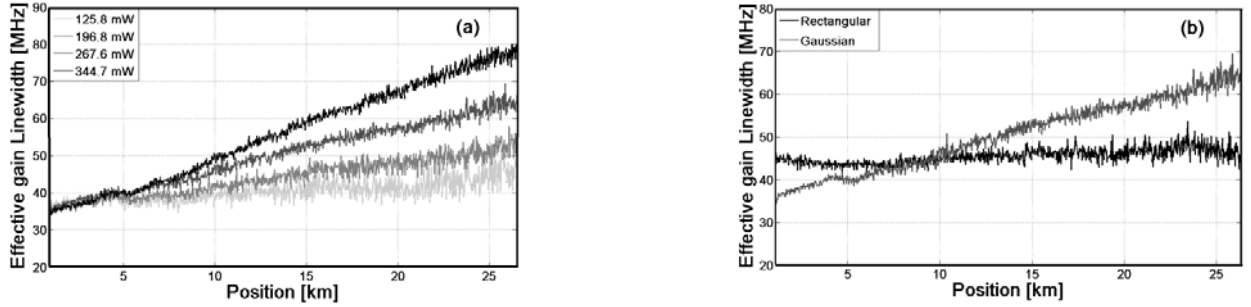 Effective gain Linewidth [MHz]
90
80
70
60
50
40
30
20
125.8 mW
196.8 mW
267.6 mW
344.7 mW
(a)
5
10
15
20
25
Position [km]
Effective gain Linewidth [MHz]
80
70
60
50
40
30
20
Rectangular
Gaussian
(b)
5
10
15
20
25
Position [km]